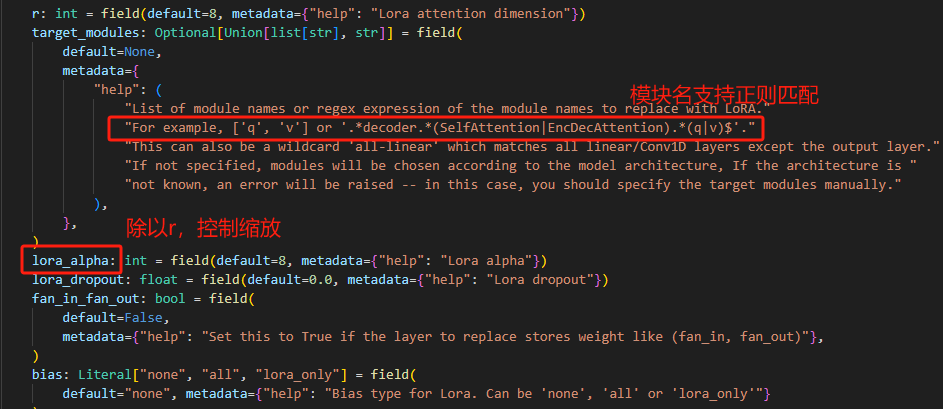 r: int = field(default=8, metadata={"help": "Lora attention dimension"})
target_modules: Optional[Union[list[str], str]] = field(
default=None,
metadata={
"help": (
模块名支持正则匹配
"List of module names or regex expression of the module names to replace with LoRA."
"For example, ['q', 'v'] or '.*decoder.*(SelfAttention|EncDecAttention).*(q|v)$'."
"This can also be a wildcard 'all-linear' which matches all linear/Conv1D layers except the output layer."
"If not specified, modules will be chosen according to the model architecture, If the architecture is "
"not known, an error will be raised -- in this case, you should specify the target modules manually."
),
},
除以r，控制缩放
)
lora_alpha: int = field(default=8, metadata={"help": "Lora alpha"})
lora_dropout: float = field(default=0.0, metadata={"help": "Lora dropout"})
fan_in_fan_out: bool = field(
default=False,
metadata={"help": "Set this to True if the layer to replace stores weight like (fan_in, fan_out)"},
)
bias: Literal["none", "all", "lora_only"] = field(
default="none", metadata={"help": "Bias type for Lora. Can be 'none', 'all' or 'lora_only'"}